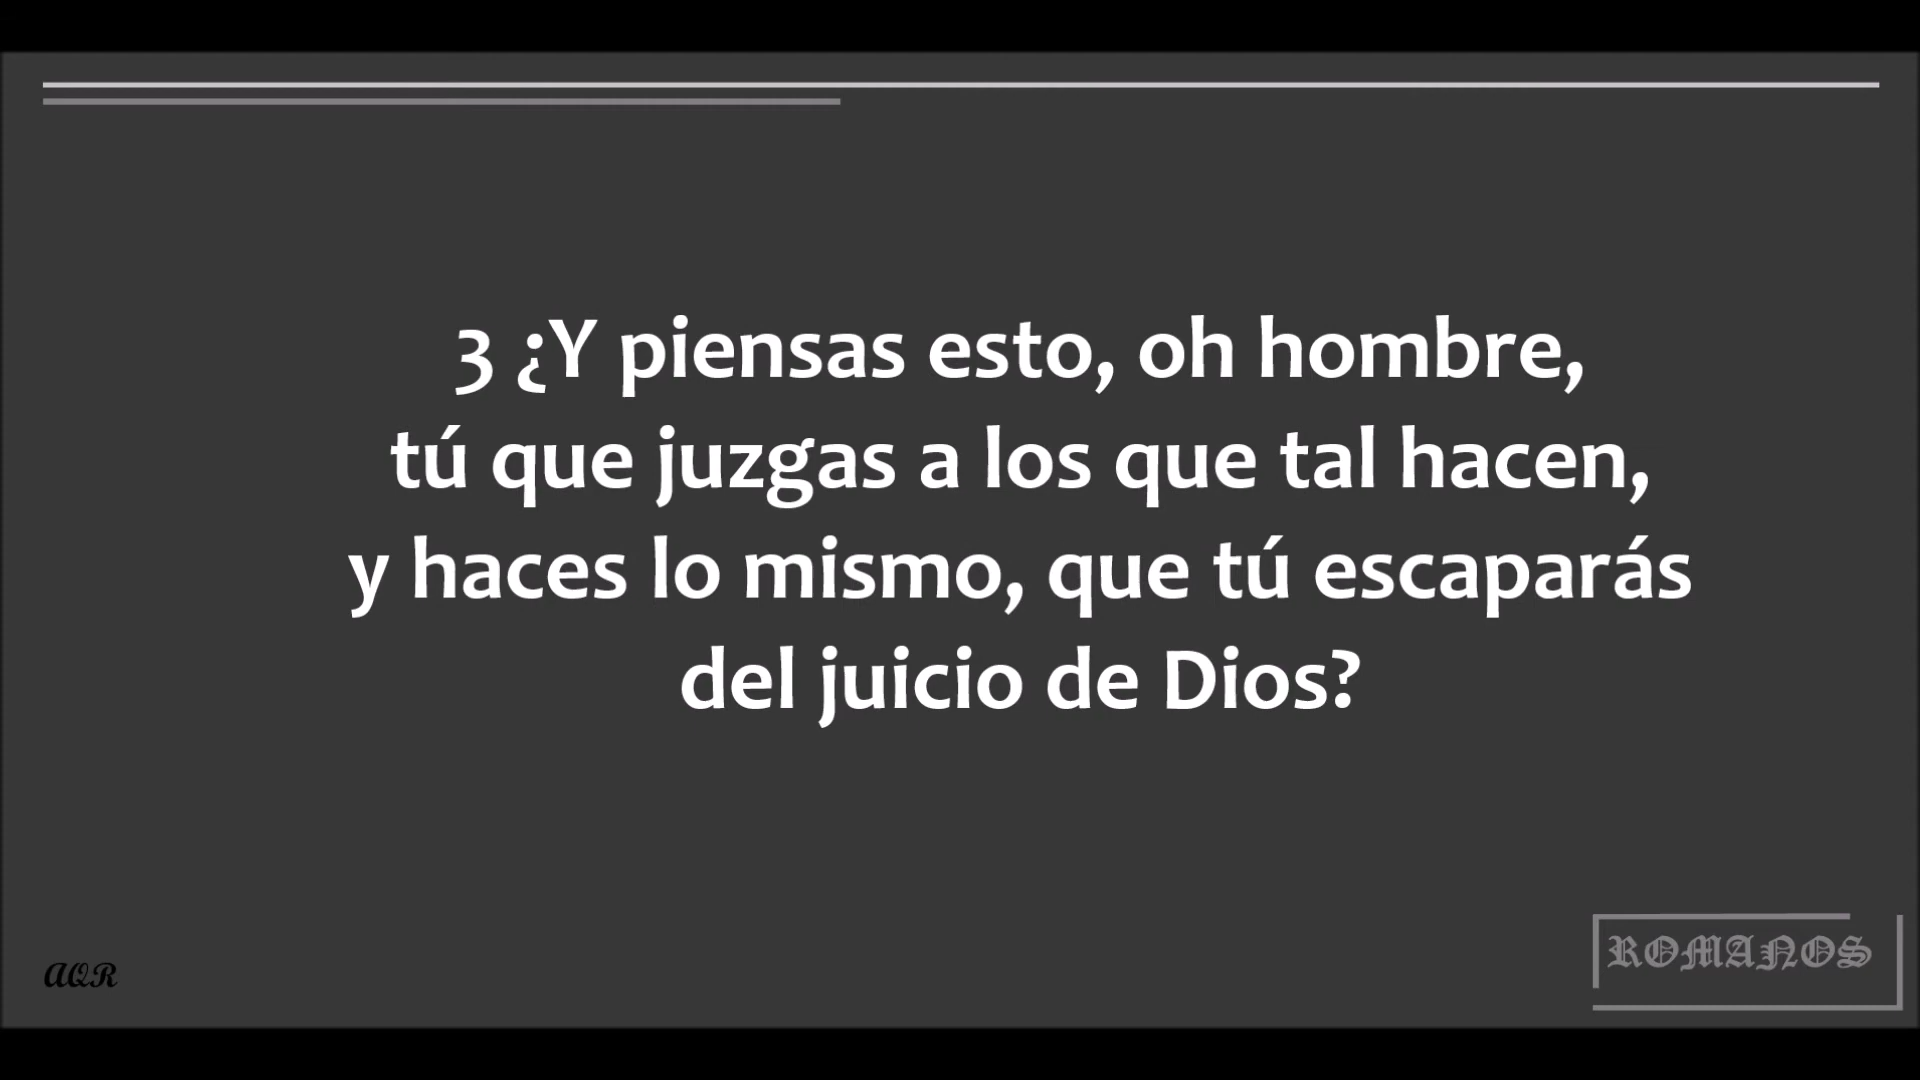 3 ¿Y piensas esto, oh hombre,
tú que juzgas a los que tal hacen,
y haces lo mismo, que tú escaparás
del juicio de Dios?
AQR
ROMANOS